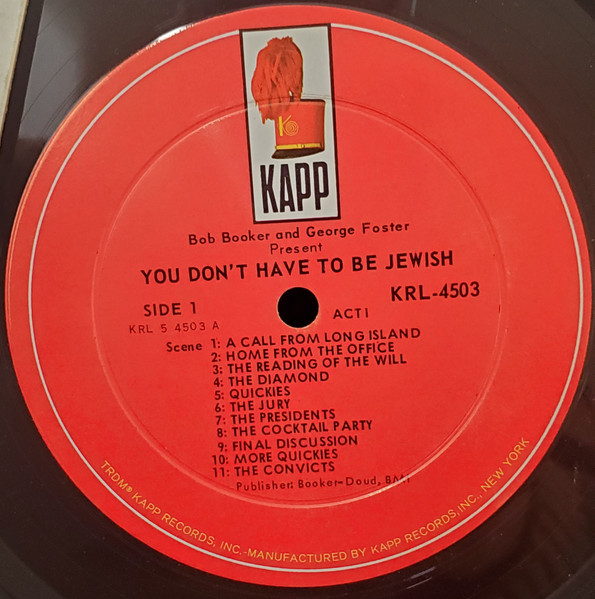 K
KAPP
Bob Booker and George Foster
Present
YOU DON'T HAVE TO BE JEWISH
SIDE 1
KRL-4503
KRL 5 4503 A
ACT I
Scene 1: A CALL FROM LONG ISLAND
2: HOME FROM THE OFFICE
3: THE READING OF THE WILL
4: THE DIAMOND
5: QUICKIES
6: THE JURY
7: THE PRESIDENTS
8: THE COCKTAIL PARTY
9: FINAL DISCUSSION
10: MORE QUICKIES
11: THE CONVICTS
Publisher: Booker-Doud, BMI
TRDM® KAPP RECORDS, INC.-MANUFACTURED BY KAPP RECORDS, INC., NEW YORK